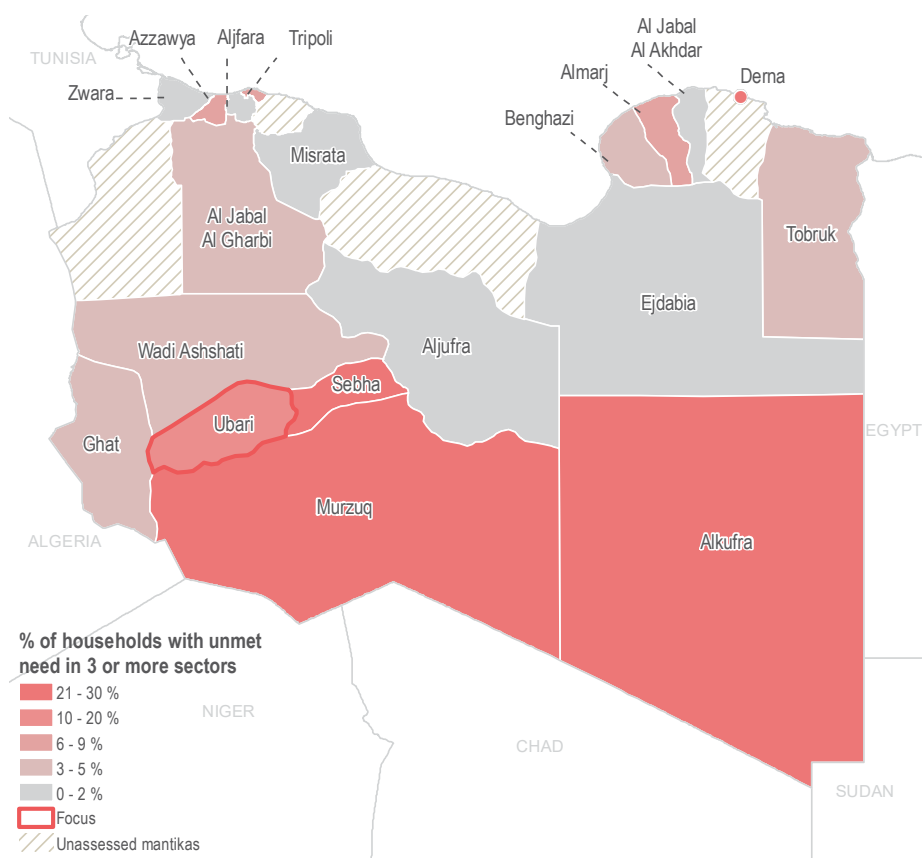 TUNISIA
Azzawya
Aljfara
Tripoli
Zwara
Misrata
Al Jabal
Al Gharbi
Al Jabal
Al Akhdar
Almarj
Derna
Benghazi
Tobruk
Ejdabia
Wadi Ashshati
Aljufra
Sebha
Ubari
Ghat
EGYPT
Murzuq
ALGERIA
Alkufra
% of households with unmet
need in 3 or more sectors
21 - 30 %
10 - 20 %
6 - 9 %
3 - 5 %
0 - 2 %
Focus
Unassessed mantikas
NIGER
CHAD
SUDAN